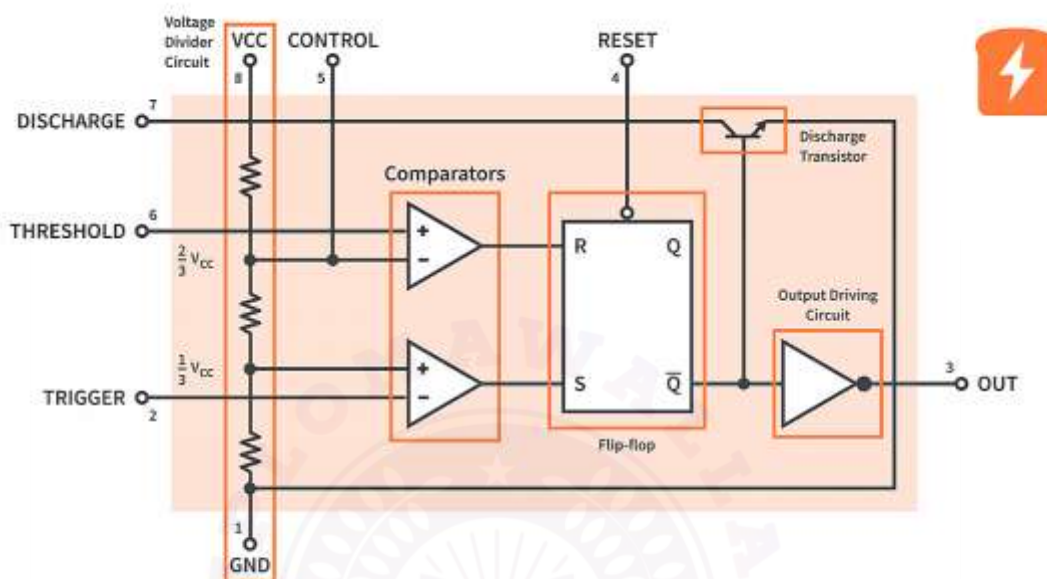 Voltage
Divider
Circuit
VCC
CONTROL
RESET
8
5
4
DISCHARGE
7
Discharge
Transistor
Comparators
THRESHOLD
6
+
−
2/3 VCC
R
Q
Output Driving
Circuit
1/3 VCC
+
−
S
Q̅
3
OUT
TRIGGER
2
Flip-flop
1
GND
LONAWALA